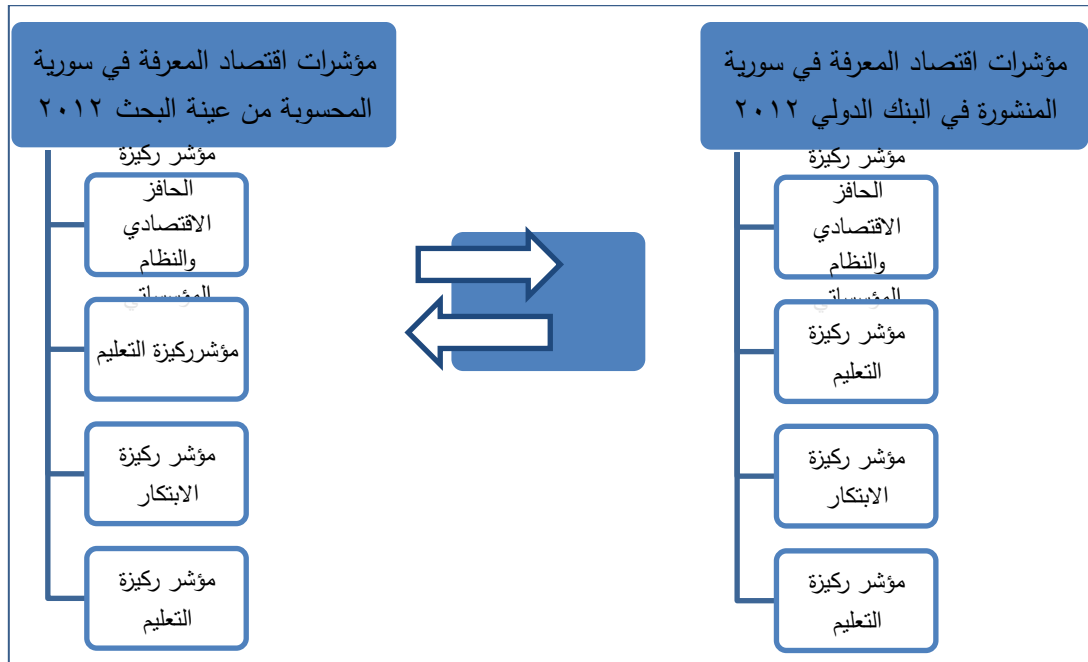 مؤشرات اقتصاد المعرفة في سورية
المنشورة في البنك الدولي ٢٠١٢
مؤشر ركيزة
الحافز
الاقتصادي
والنظام
المؤسساتي
مؤشر ركيزة
التعليم
مؤشر ركيزة
الابتكار
مؤشر ركيزة
التعليم
مؤشرات اقتصاد المعرفة في سورية
المحسوبة من عينة البحث ٢٠١٢
مؤشر ركيزة
الحافز
الاقتصادي
والنظام
المؤسساتي
مؤشرركيزة التعليم
مؤشر ركيزة
الابتكار
مؤشر ركيزة
التعليم